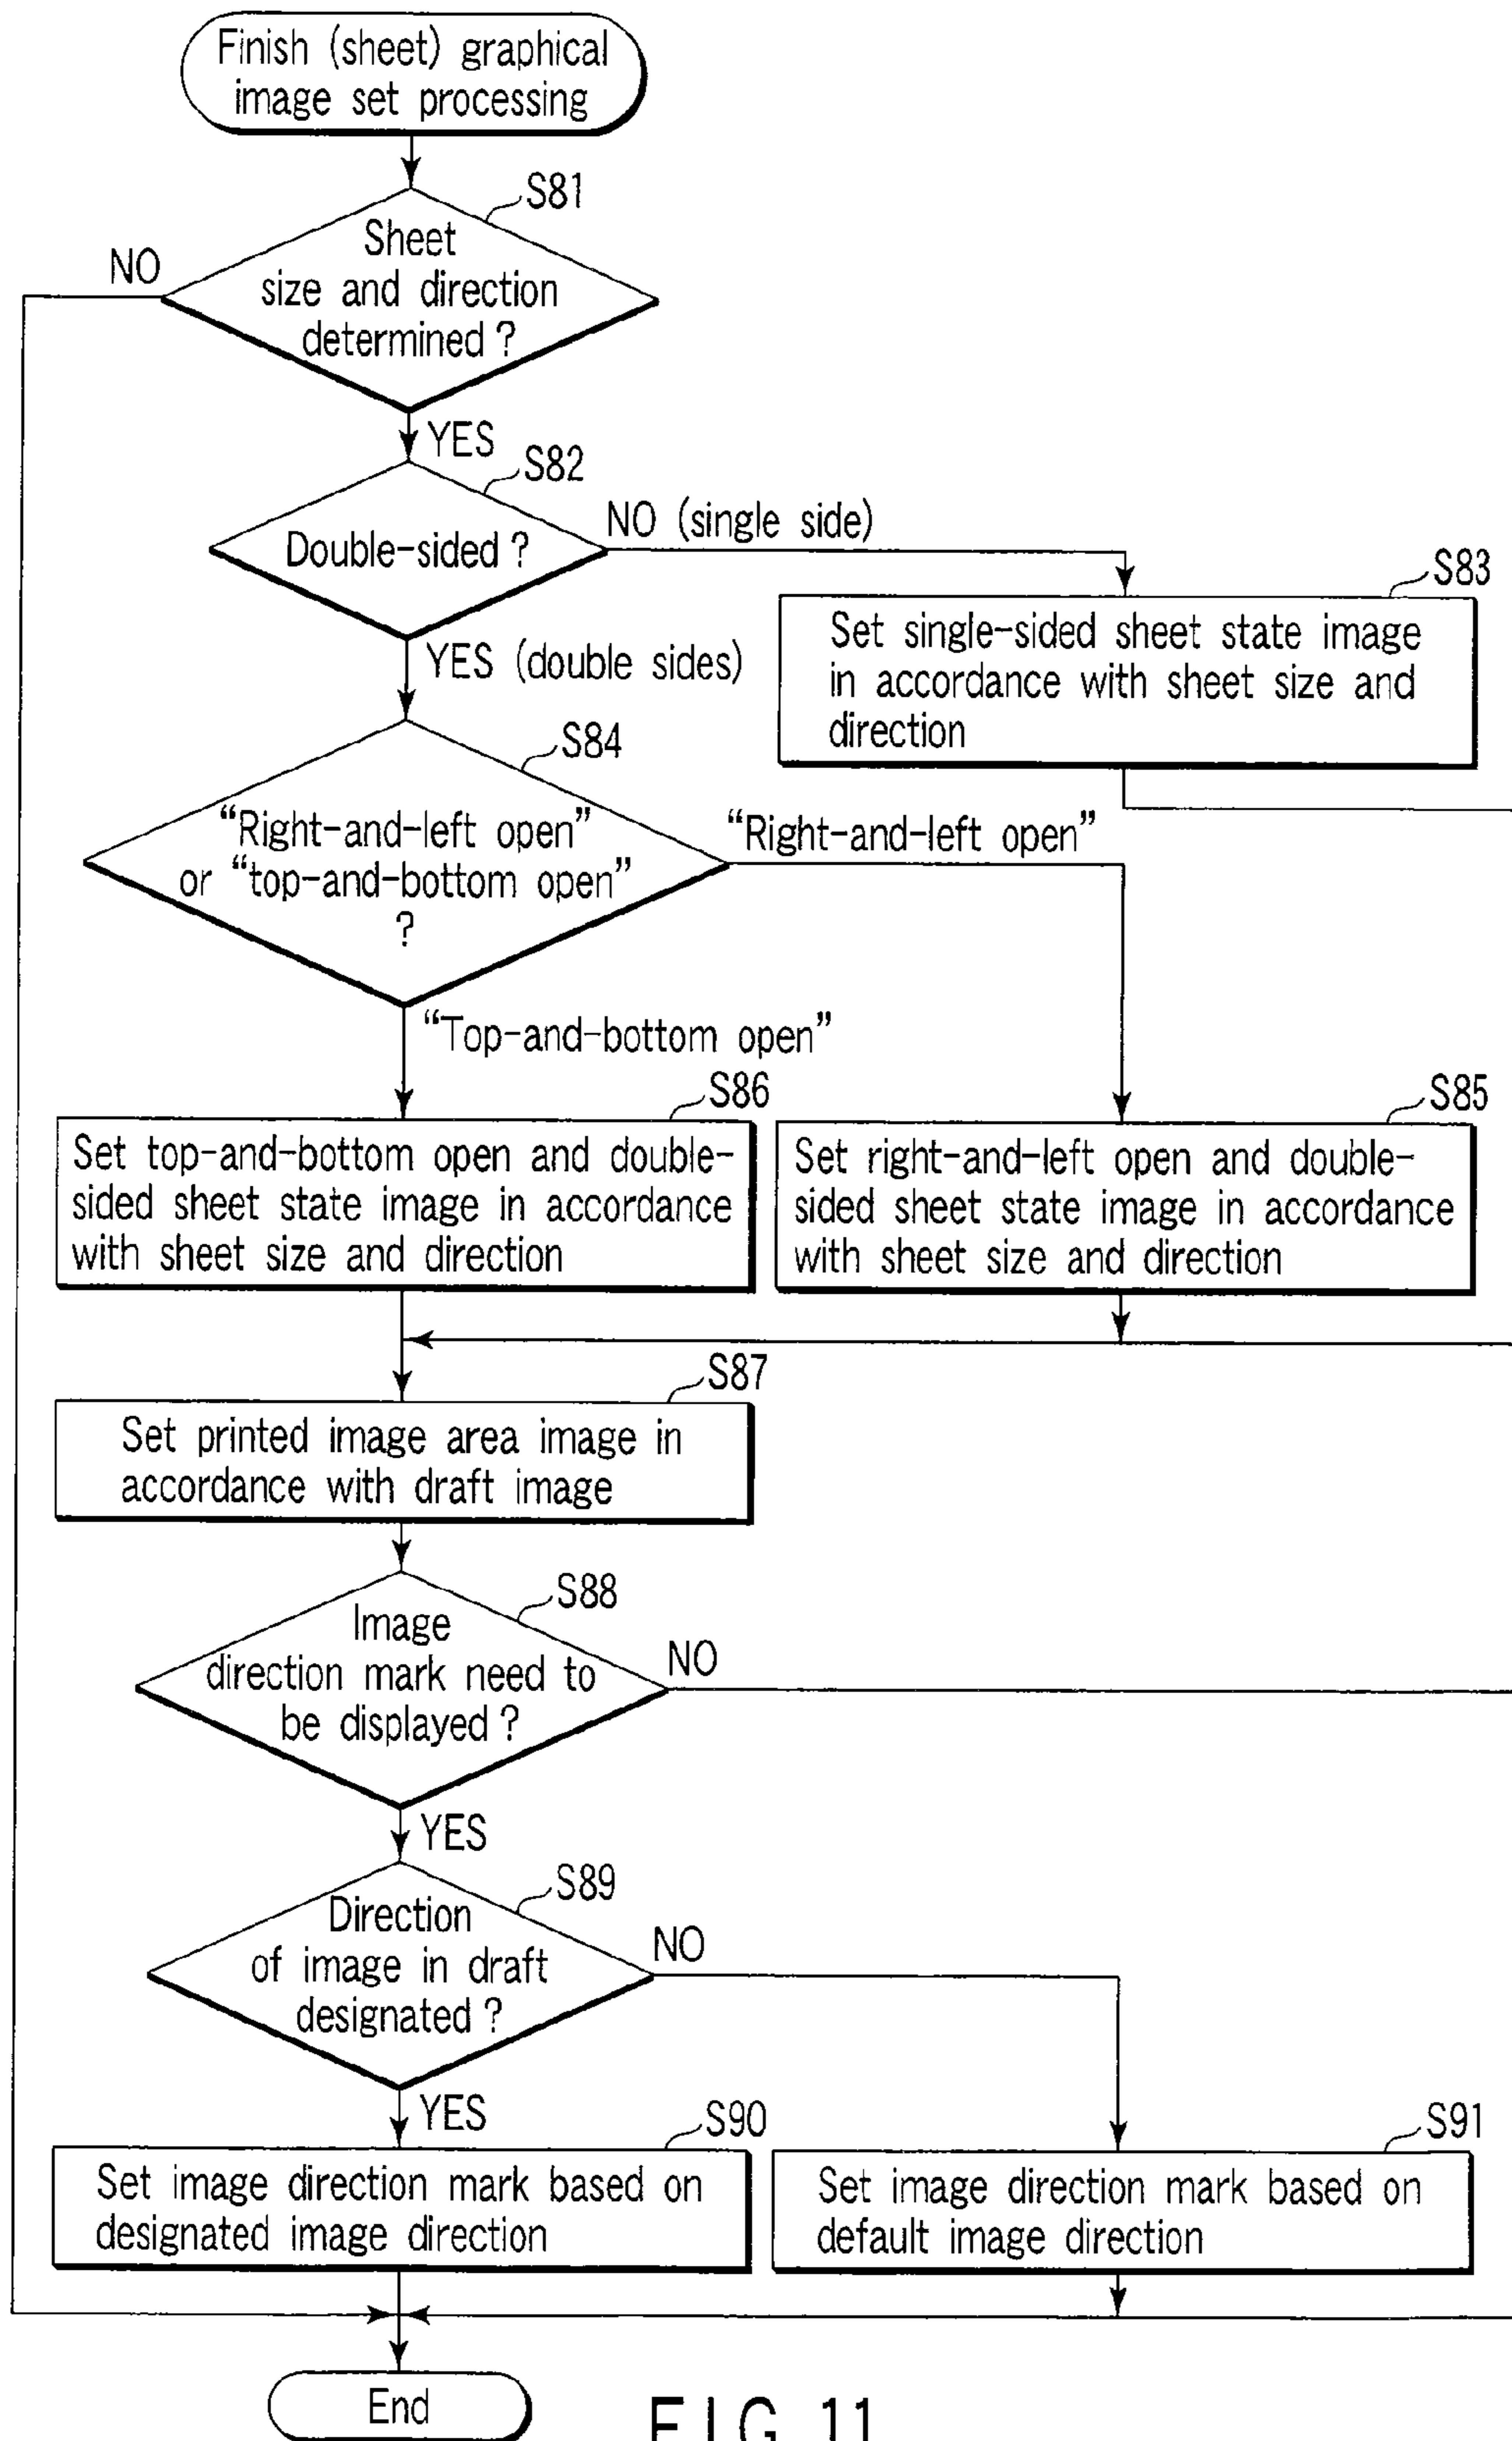 Finish (sheet) graphical
image set processing
S81
Sheet
size and direction
determined ?
NO
YES
S82
Double-sided ?
NO (single side)
S83
Set single-sided sheet state image
in accordance with sheet size and
direction
YES (double sides)
S84
“Right-and-left open”
or “top-and-bottom open”
?
“Right-and-left open”
“Top-and-bottom open”
S86
Set top-and-bottom open and double-
sided sheet state image in accordance
with sheet size and direction
S85
Set right-and-left open and double-
sided sheet state image in accordance
with sheet size and direction
S87
Set printed image area image in
accordance with draft image
S88
Image
direction mark need to
be displayed ?
NO
YES
S89
Direction
of image in draft
designated ?
NO
YES
S90
Set image direction mark based on
designated image direction
S91
Set image direction mark based on
default image direction
End
FIG. 11